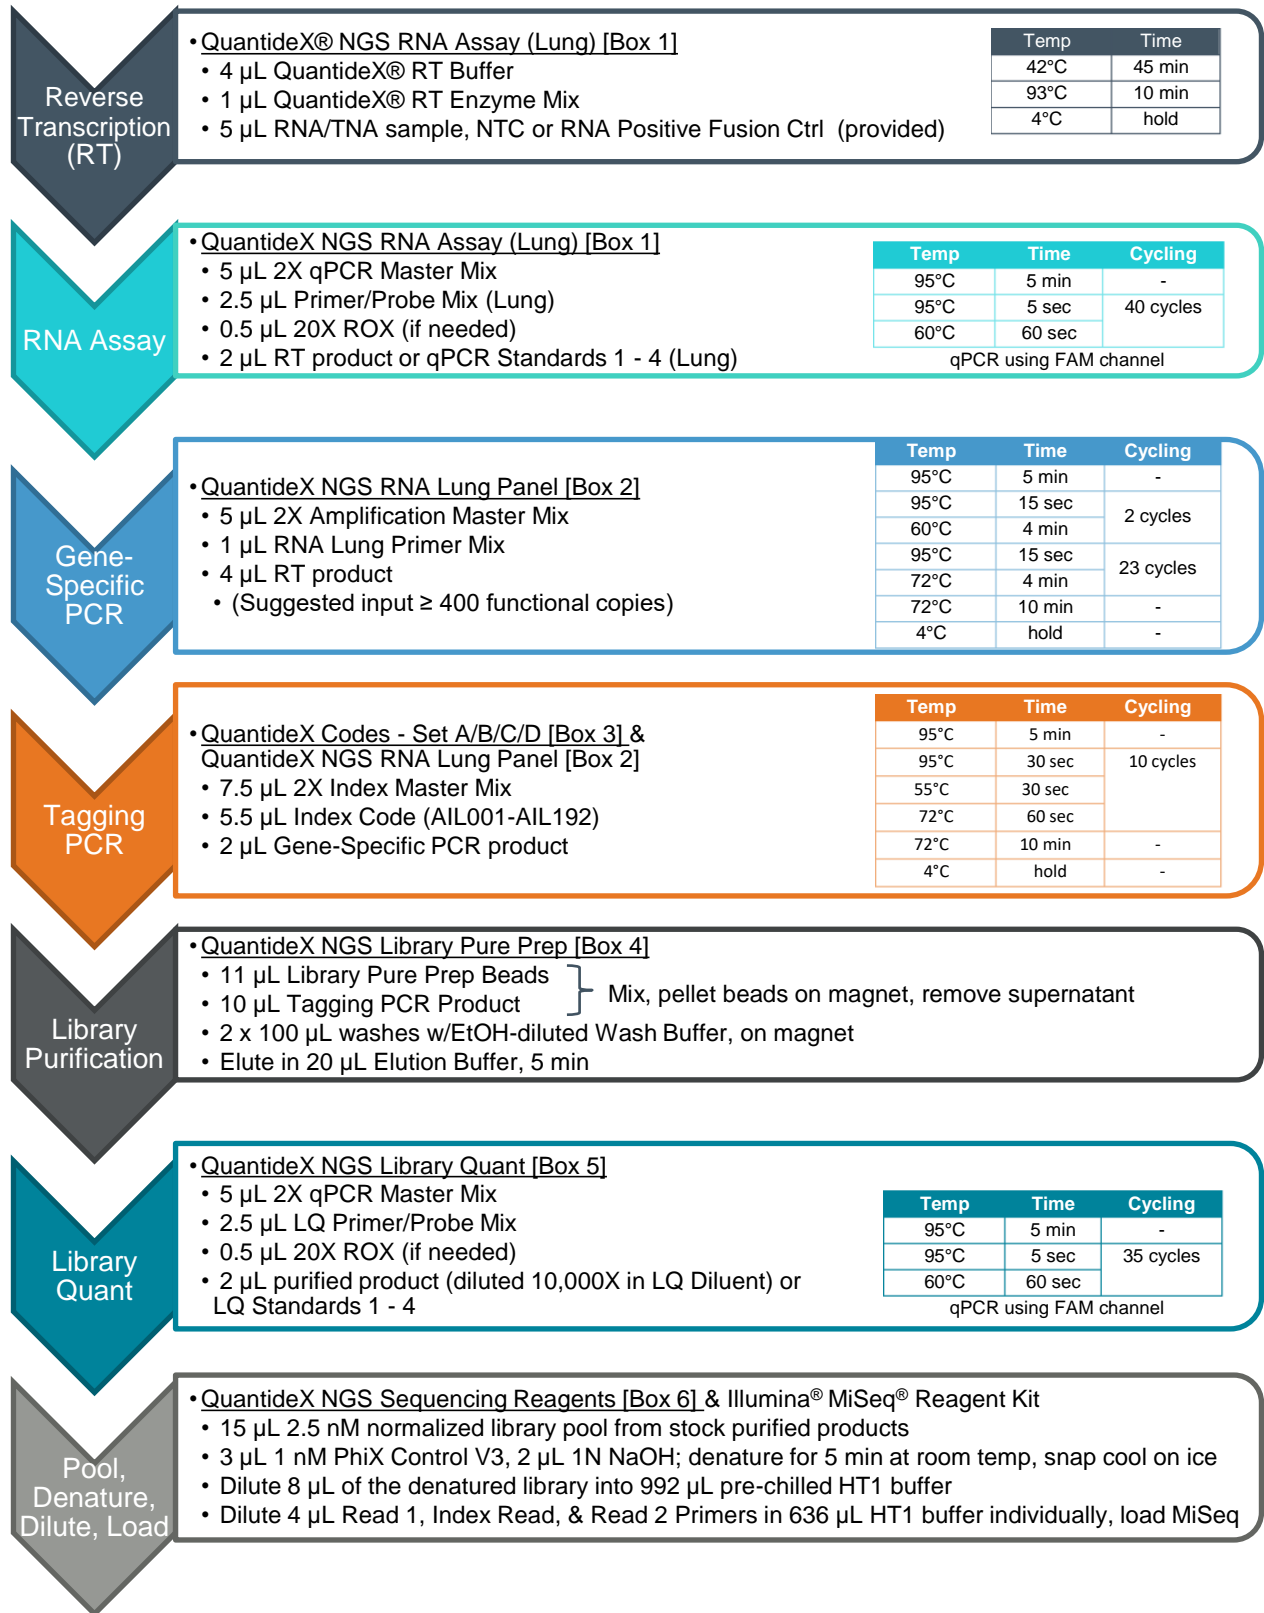 Reverse
Transcription
(RT)
•QuantideX® NGS RNA Assay (Lung) [Box 1]
• 4 µL QuantideX® RT Buffer
• 1 µL QuantideX® RT Enzyme Mix
• 5 µL RNA/TNA sample, NTC or RNA Positive Fusion Ctrl (provided)
Temp Time
42°C 45 min
93°C 10 min
4°C hold
RNA Assay
•QuantideX NGS RNA Assay (Lung) [Box 1]
• 5 µL 2X qPCR Master Mix
• 2.5 µL Primer/Probe Mix (Lung)
• 0.5 µL 20X ROX (if needed)
• 2 µL RT product or qPCR Standards 1 - 4 (Lung)
Temp Time Cycling
95°C 5 min -
95°C 5 sec 40 cycles
60°C 60 sec
qPCR using FAM channel
Gene-
Specific
PCR
•QuantideX NGS RNA Lung Panel [Box 2]
• 5 µL 2X Amplification Master Mix
• 1 µL RNA Lung Primer Mix
• 4 µL RT product
• (Suggested input ≥ 400 functional copies)
Temp Time Cycling
95°C 5 min -
95°C 15 sec 2 cycles
60°C 4 min
95°C 15 sec 23 cycles
72°C 4 min
72°C 10 min -
4°C hold -
Tagging
PCR
•QuantideX Codes - Set A/B/C/D [Box 3] &
QuantideX NGS RNA Lung Panel [Box 2]
• 7.5 µL 2X Index Master Mix
• 5.5 µL Index Code (AIL001-AIL192)
• 2 µL Gene-Specific PCR product
Temp Time Cycling
95°C 5 min -
95°C 30 sec 10 cycles
55°C 30 sec
72°C 60 sec
72°C 10 min -
4°C hold -
Library
Purification
•QuantideX NGS Library Pure Prep [Box 4]
• 11 µL Library Pure Prep Beads
• 10 µL Tagging PCR Product
Mix, pellet beads on magnet, remove supernatant
• 2 x 100 µL washes w/EtOH-diluted Wash Buffer, on magnet
• Elute in 20 µL Elution Buffer, 5 min
Library
Quant
•QuantideX NGS Library Quant [Box 5]
• 5 µL 2X qPCR Master Mix
• 2.5 µL LQ Primer/Probe Mix
• 0.5 µL 20X ROX (if needed)
• 2 µL purified product (diluted 10,000X in LQ Diluent) or
LQ Standards 1 - 4
Temp Time Cycling
95°C 5 min -
95°C 5 sec 35 cycles
60°C 60 sec
qPCR using FAM channel
Pool,
Denature,
Dilute, Load
•QuantideX NGS Sequencing Reagents [Box 6] & Illumina® MiSeq® Reagent Kit
• 15 µL 2.5 nM normalized library pool from stock purified products
• 3 µL 1 nM PhiX Control V3, 2 µL 1N NaOH; denature for 5 min at room temp, snap cool on ice
• Dilute 8 µL of the denatured library into 992 µL pre-chilled HT1 buffer
• Dilute 4 µL Read 1, Index Read, & Read 2 Primers in 636 µL HT1 buffer individually, load MiSeq